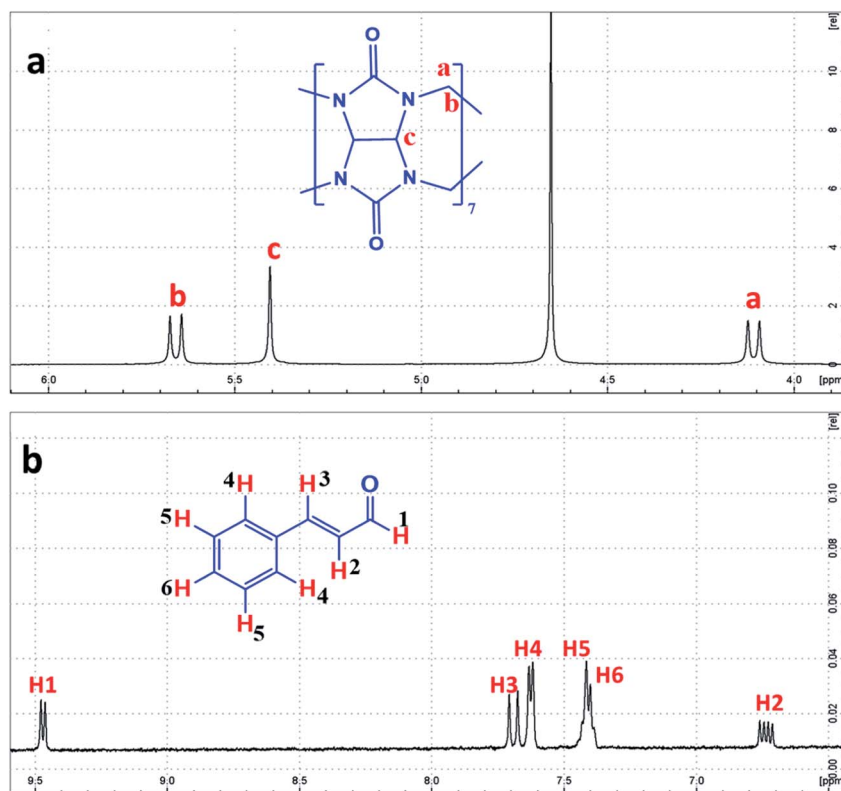 a
[rel]
10
8
6
4
2
0
O
a
N
N
b
c
N
N
7
O
b
c
a
6.0
5.5
5.0
4.5
4.0
[ppm]
b
[rel]
0.10
0.08
0.06
0.04
0.02
0.00
4H
H3
O
5H
1
H
H2
6H
H4
H5
H1
H3
H4
H5
H6
H2
9.5
9.0
8.5
8.0
7.5
7.0
[ppm]